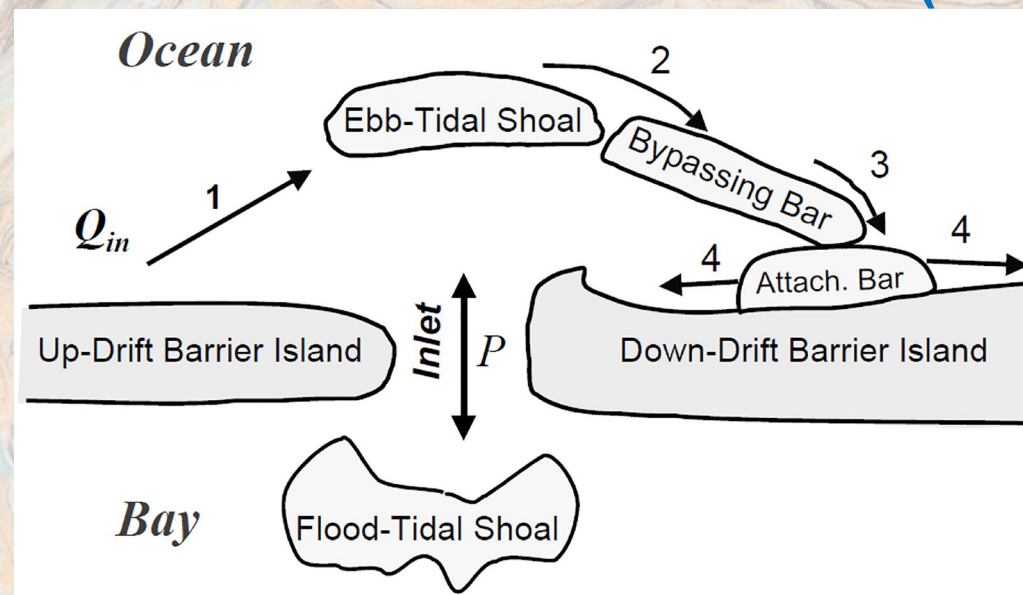 Ocean
2
Ebb-Tidal Shoal
Bypassing Bar
3
1
Qin
4
4
Attach. Bar
Inlet
P
Up-Drift Barrier Island
Down-Drift Barrier Island
Bay
Flood-Tidal Shoal